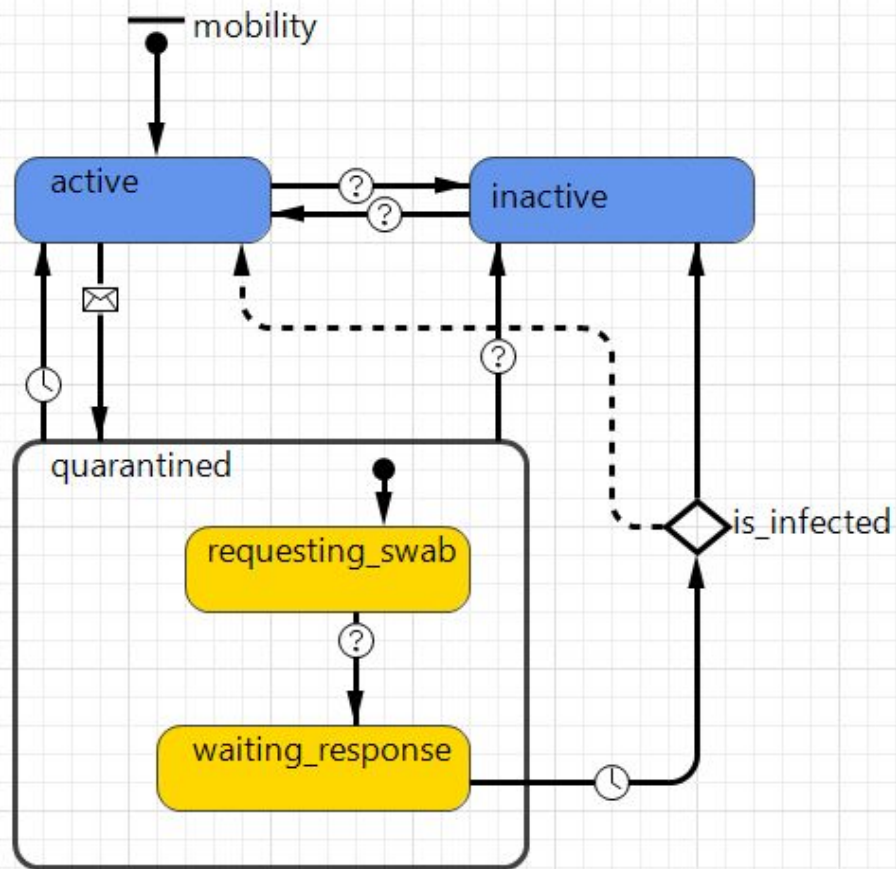 mobility
active
inactive
?
?
?
quarantined
requesting_swab
is_infected
?
waiting_response